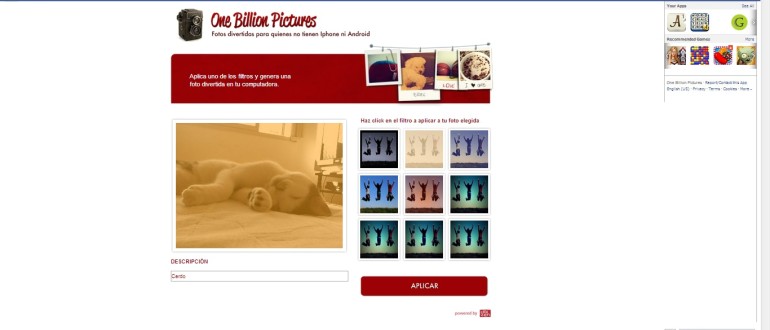 One Billion Pictures
Fotos divertidas para quienes no tienen Iphone ni Android
Aplica uno de los filtros y genera una
foto divertida en tu computadora.
Haz click en el filtro a aplicar a tu foto elegida
DESCRIPCIÓN
APLICAR
powered by
Your Apps
See All
A
G
Recommended Games
More
One Billion Pictures · Report/Contact this App
English (US) · Privacy · Terms · Cookies · More